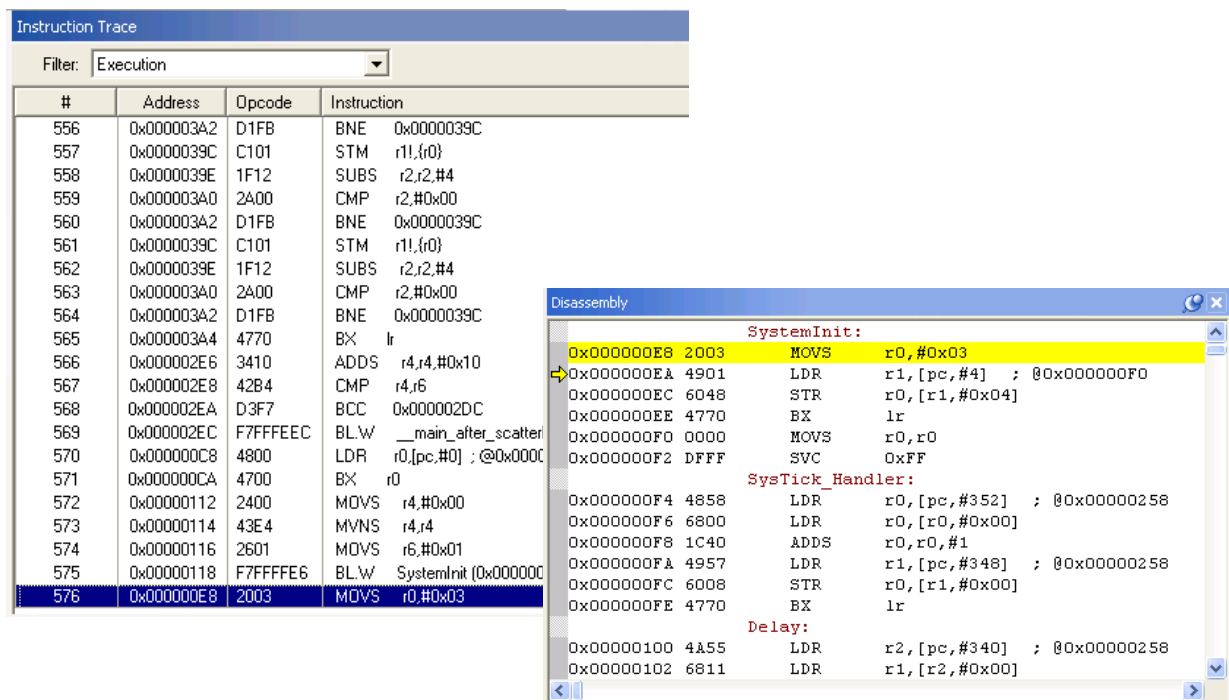 Instruction Trace
Filter: Execution
# Address Opcode Instruction
556 0x000003A2 D1FB BNE 0x0000039C
557 0x0000039C C101 STM r1!,{r0}
558 0x0000039E 1F12 SUBS r2,r2,#4
559 0x000003A0 2A00 CMP r2,#0x00
560 0x000003A2 D1FB BNE 0x0000039C
561 0x0000039C C101 STM r1!,{r0}
562 0x0000039E 1F12 SUBS r2,r2,#4
563 0x000003A0 2A00 CMP r2,#0x00
564 0x000003A2 D1FB BNE 0x0000039C
565 0x000003A4 4770 BX lr
566 0x000002E6 3410 ADDS r4,r4,#0x10
567 0x000002E8 42B4 CMP r4,r6
568 0x000002EA D3F7 BCC 0x000002DC
569 0x000002EC F7FFFEEC BL.W __main_after_scatterl
570 0x000000C8 4800 LDR r0,[pc,#0] ; @0x0000
571 0x000000CA 4700 BX r0
572 0x00000112 2400 MOVS r4,#0x00
573 0x00000114 43E4 MVNS r4,r4
574 0x00000116 2601 MOVS r6,#0x01
575 0x00000118 F7FFFFE6 BL.W SystemInit (0x000000
576 0x000000E8 2003 MOVS r0,#0x03
Disassembly
SystemInit:
0x000000E8 2003 MOVS r0,#0x03
0x000000EA 4901 LDR r1,[pc,#4] ; @0x000000F0
0x000000EC 6048 STR r0,[r1,#0x04]
0x000000EE 4770 BX lr
0x000000F0 0000 MOVS r0,r0
0x000000F2 DFFF SVC 0xFF
SysTick_Handler:
0x000000F4 4858 LDR r0,[pc,#352] ; @0x00000258
0x000000F6 6800 LDR r0,[r0,#0x00]
0x000000F8 1C40 ADDS r0,r0,#1
0x000000FA 4957 LDR r1,[pc,#348] ; @0x00000258
0x000000FC 6008 STR r0,[r1,#0x00]
0x000000FE 4770 BX lr
Delay:
0x00000100 4A55 LDR r2,[pc,#340] ; @0x00000258
0x00000102 6811 LDR r1,[r2,#0x00]